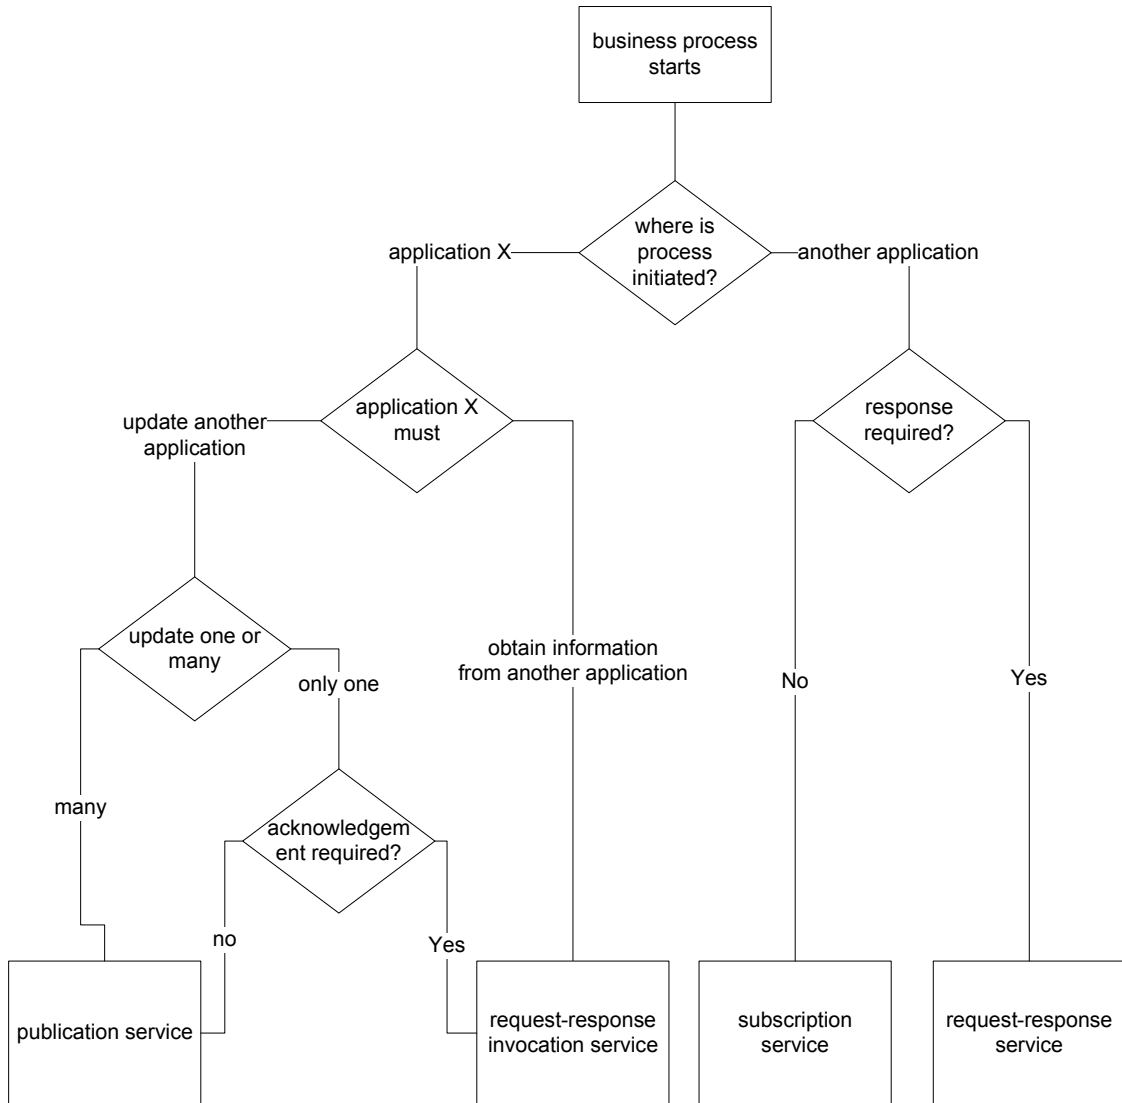 business process
starts
where is
process
initiated?
application X
another application
application X
must
response
required?
update another
application
update one or
many
only one
obtain information
from another application
No
Yes
many
acknowledgem
ent required?
no
Yes
publication service
request-response
invocation service
subscription
service
request-response
service